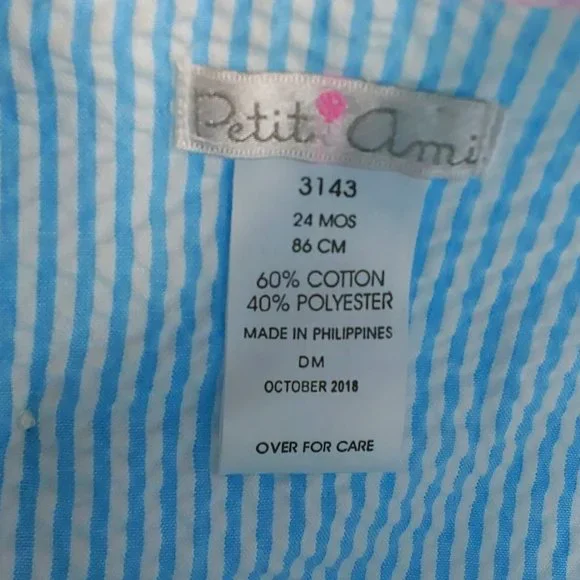 Petit Ami
3143
24 MOS
86 CM
60% COTTON
40% POLYESTER
MADE IN PHILIPPINES
DM
OCTOBER 2018
OVER FOR CARE